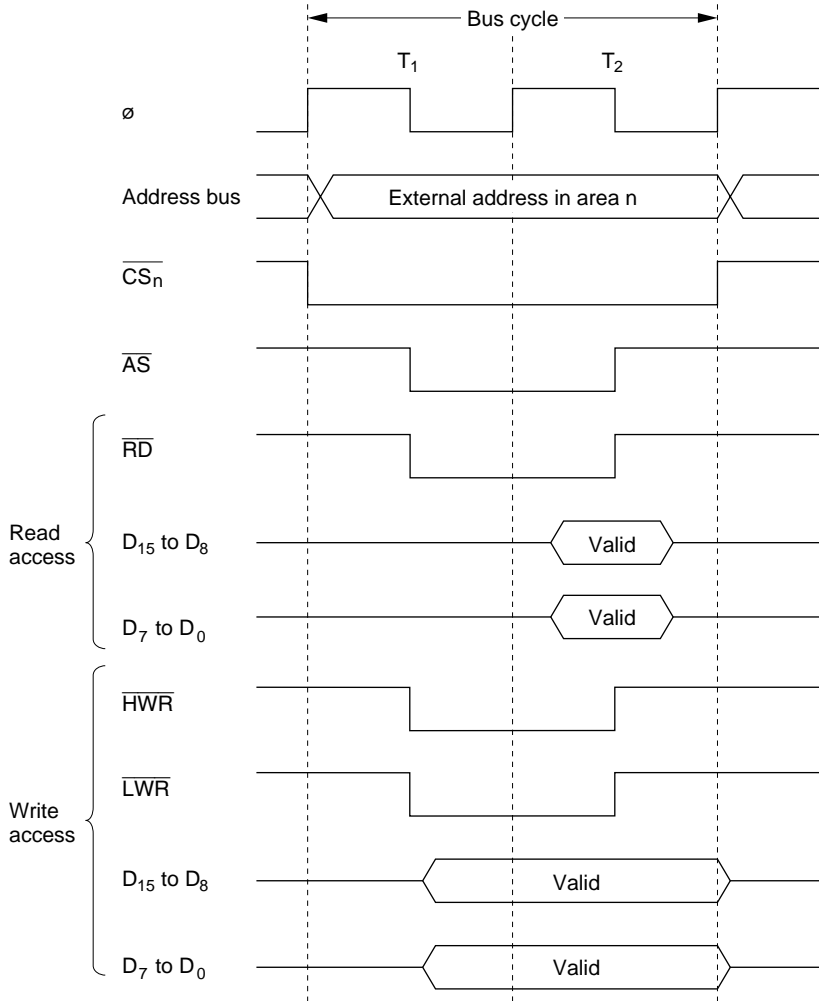 Bus cycle
T1 T2
ø
Address bus External address in area n
CSn
AS
RD
Read
access
D15 to D8 Valid
D7 to D0 Valid
HWR
LWR
Write
access
D15 to D8 Valid
D7 to D0 Valid